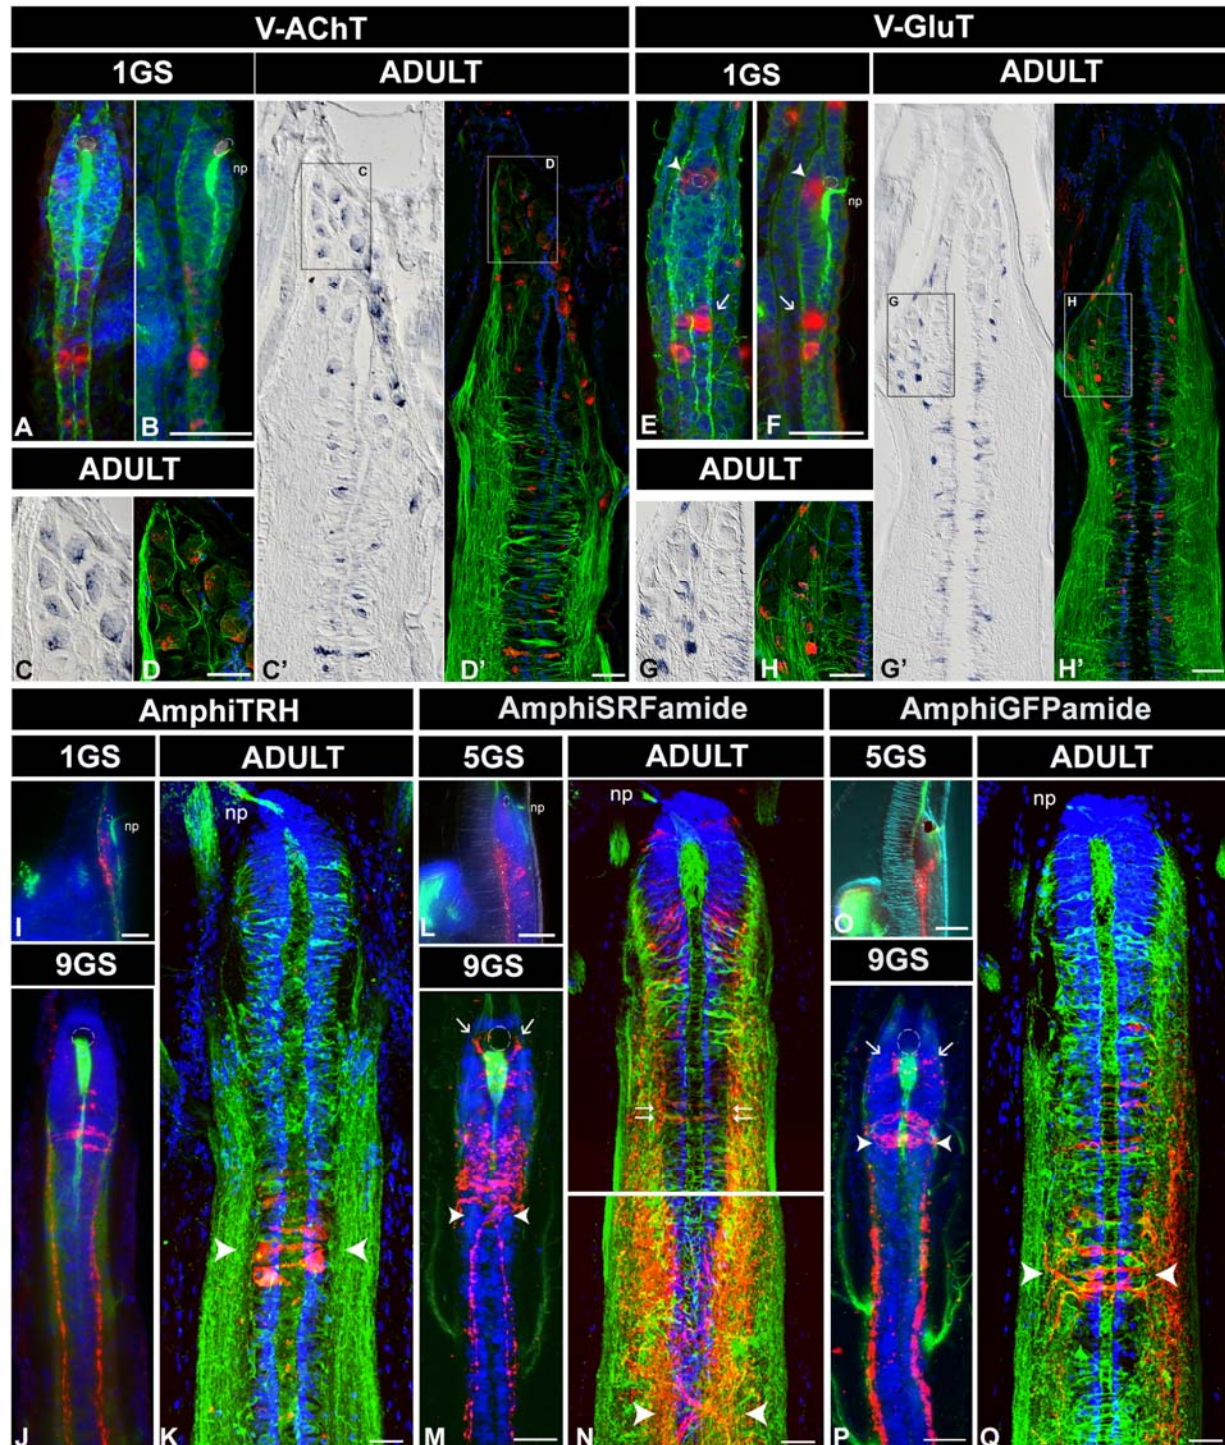 V-AChT
V-GluT
1GS
ADULT
1GS
ADULT
C
D
np
np
G
H
A
B
E
F
ADULT
ADULT
C
D
C'
D'
G
H
G'
H'
AmphiTRH
AmphiSRFamide
AmphiGFPamide
1GS
ADULT
5GS
ADULT
5GS
ADULT
np
np
np
np
np
I
L
O
9GS
9GS
9GS
J
K
M
N
P
Q